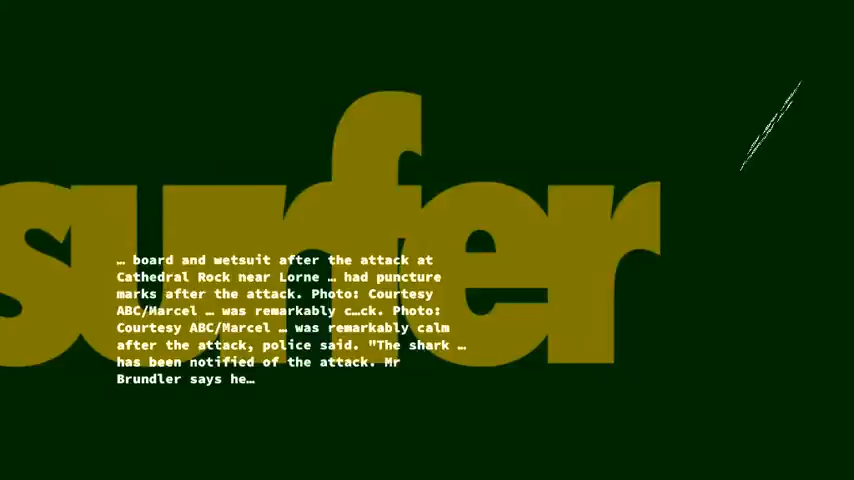 surfer
… board and wetsuit after the attack at
Cathedral Rock near Lorne … had puncture
marks after the attack. Photo: Courtesy
ABC/Marcel … was remarkably c…ck. Photo:
Courtesy ABC/Marcel … was remarkably calm
after the attack, police said. "The shark …
has been notified of the attack. Mr
Brundler says he…